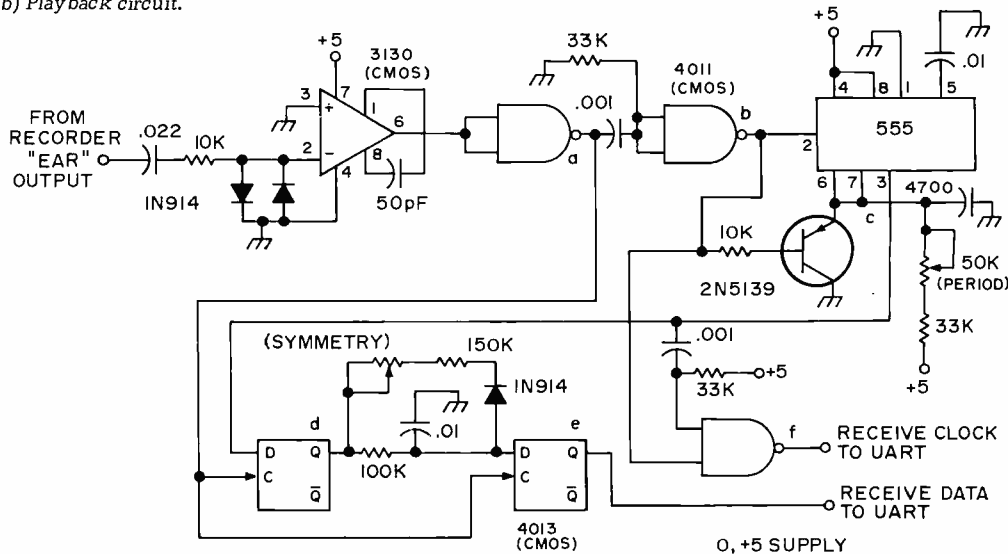 b) Playback circuit.
+5
3130
(CMOS)
3
7
1
+
6
2
−
8
4
50pF
FROM
RECORDER
"EAR"
OUTPUT
.022
10K
1N914
33K
.001
a
4011
(CMOS)
b
+5
.01
4
8
1
5
555
2
6
7
3
c
4700
10K
2N5139
50K
(PERIOD)
33K
+5
(SYMMETRY)
150K
1N914
.01
100K
.001
33K
+5
d
D
Q
C
Q̅
e
D
Q
C
Q̅
4013
(CMOS)
f
RECEIVE CLOCK
TO UART
RECEIVE DATA
TO UART
0, +5 SUPPLY